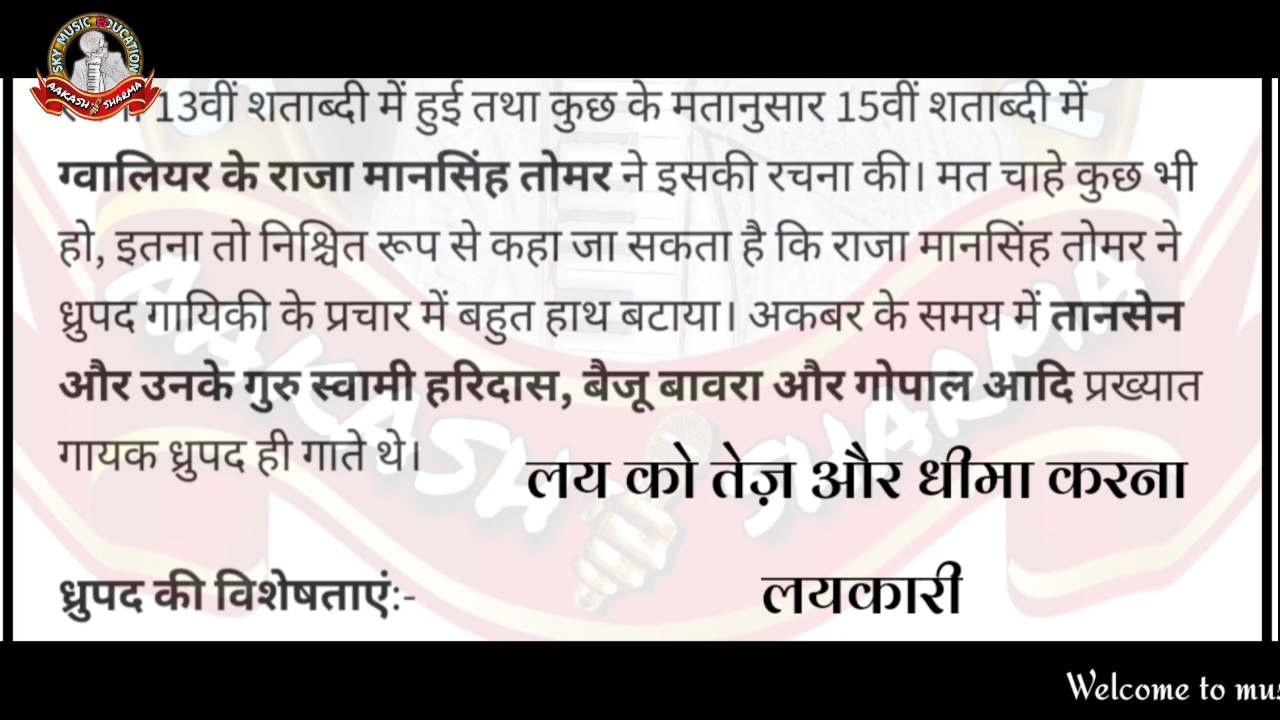 SKY MUSIC EDUCATION
AAKASH SHARMA
13वीं शताब्दी में हुई तथा कुछ के मतानुसार 15वीं शताब्दी में
ग्वालियर के राजा मानसिंह तोमर ने इसकी रचना की। मत चाहे कुछ भी
हो, इतना तो निश्चित रूप से कहा जा सकता है कि राजा मानसिंह तोमर ने
ध्रुपद गायिकी के प्रचार में बहुत हाथ बटाया। अकबर के समय में तानसेन
और उनके गुरु स्वामी हरिदास, बैजू बावरा और गोपाल आदि प्रख्यात
गायक ध्रुपद ही गाते थे।
लय को तेज़ और धीमा करना
ध्रुपद की विशेषताएं:-
लयकारी
AAKASH SHARMA
Welcome to mus